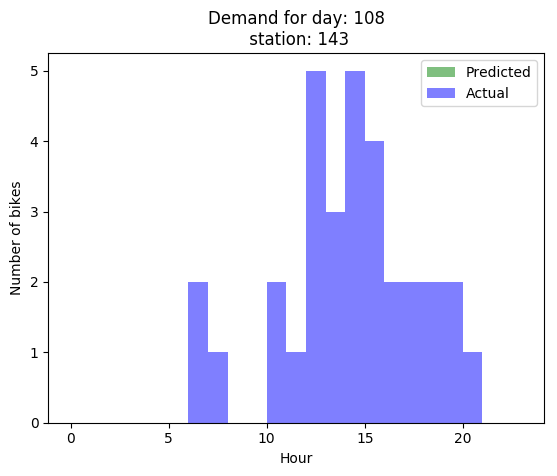 Demand for day: 108
station: 143
Predicted
Actual
Number of bikes
5
4
3
2
1
0
0
5
10
15
20
Hour